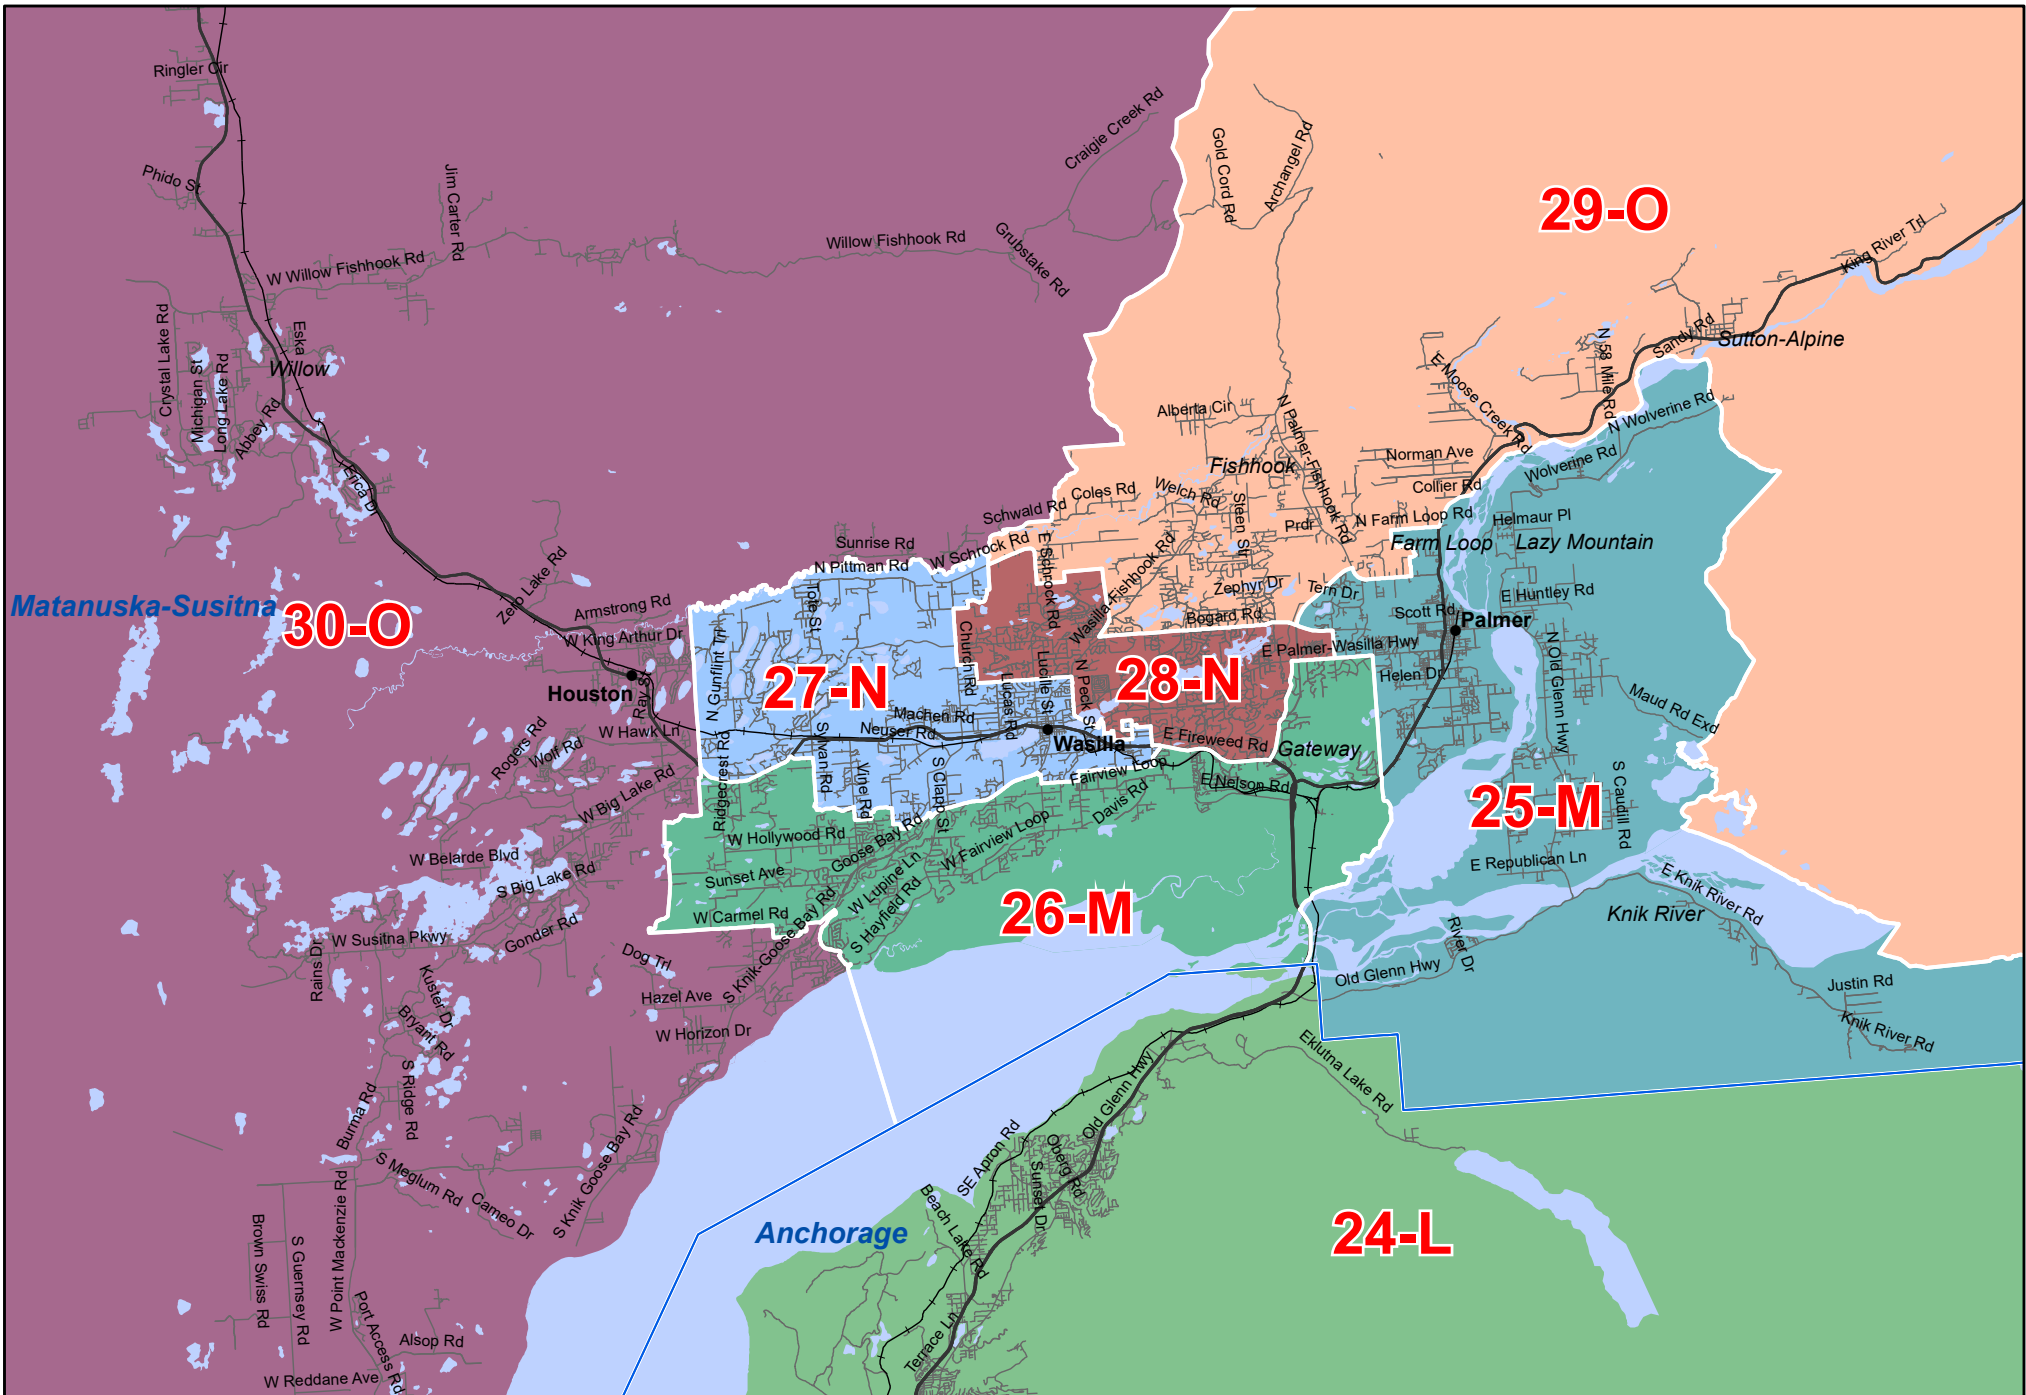 Ringler Cir
Phido St
Jim Carter Rd
Craigie Creek Rd
Gold Cord Rd
Archangel Rd
29-O
King River Trl
W Willow Fishhook Rd
Willow Fishhook Rd
Grubstake Rd
Crystal Lake Rd
Michigan St
Long Lake Rd
Eska
Willow
Abbey Rd
Erica Dr
Sandy Rd
Sutton-Alpine
N 58 Mile Rd
E Moose Creek Rd
N Wolverine Rd
Wolverine Rd
Alberta Cir
N Palmer-Fishhook Rd
Fishhook
Norman Ave
Collier Rd
Coles Rd
Welch Rd
Steen Str
Schwald Rd
Prdr
N Farm Loop Rd
Helmaur Pl
Farm Loop
Lazy Mountain
Sunrise Rd
W Schrock Rd
E Schrock Rd
N Pittman Rd
Wasilla-Fishhook Rd
Zephyr Dr
Tern Dr
E Huntley Rd
Bogard Rd
Scott Rd
Palmer
E Palmer-Wasilla Hwy
Helen Dr
N Old Glenn Hwy
Maud Rd Exd
Matanuska-Susitna
30-O
Zero Lake Rd
Armstrong Rd
W King Arthur Dr
Houston
Ray St
W Hawk Ln
N Gunflint Trl
Tote St
27-N
Church Rd
Lucille St
Lucas Rd
N Peck St
28-N
Machen Rd
Neuser Rd
Wasilla
E Fireweed Rd
Gateway
Sylvan Rd
Vine Rd
S Clapp St
Fairview Loop
Davis Rd
E Nelson Rd
Ridgecrest Rd
Rogers Rd
Wolf Rd
W Big Lake Rd
W Hollywood Rd
Goose Bay Rd
W Fairview Loop
W Lupine Ln
S Hayfield Rd
Sunset Ave
W Carmel Rd
26-M
25-M
S Caudill Rd
E Republican Ln
E Knik River Rd
Knik River
River Dr
Old Glenn Hwy
Justin Rd
Knik River Rd
W Belarde Blvd
S Big Lake Rd
Gonder Rd
W Susitna Pkwy
Rains Dr
Dog Trl
S Knik-Goose Bay Rd
Hazel Ave
W Horizon Dr
Kuster Dr
Bryant Rd
S Ridge Rd
Burma Rd
S Meglum Rd
Cameo Dr
S Knik Goose Bay Rd
Brown Swiss Rd
S Guernsey Rd
W Point Mackenzie Rd
Port Access Rd
Alsop Rd
W Reddane Ave
Anchorage
Old Glenn Hwy
Eklutna Lake Rd
SE Apron Rd
Oberg Rd
Sunset Dr
Beach Lake Rd
Terrace Ln
24-L